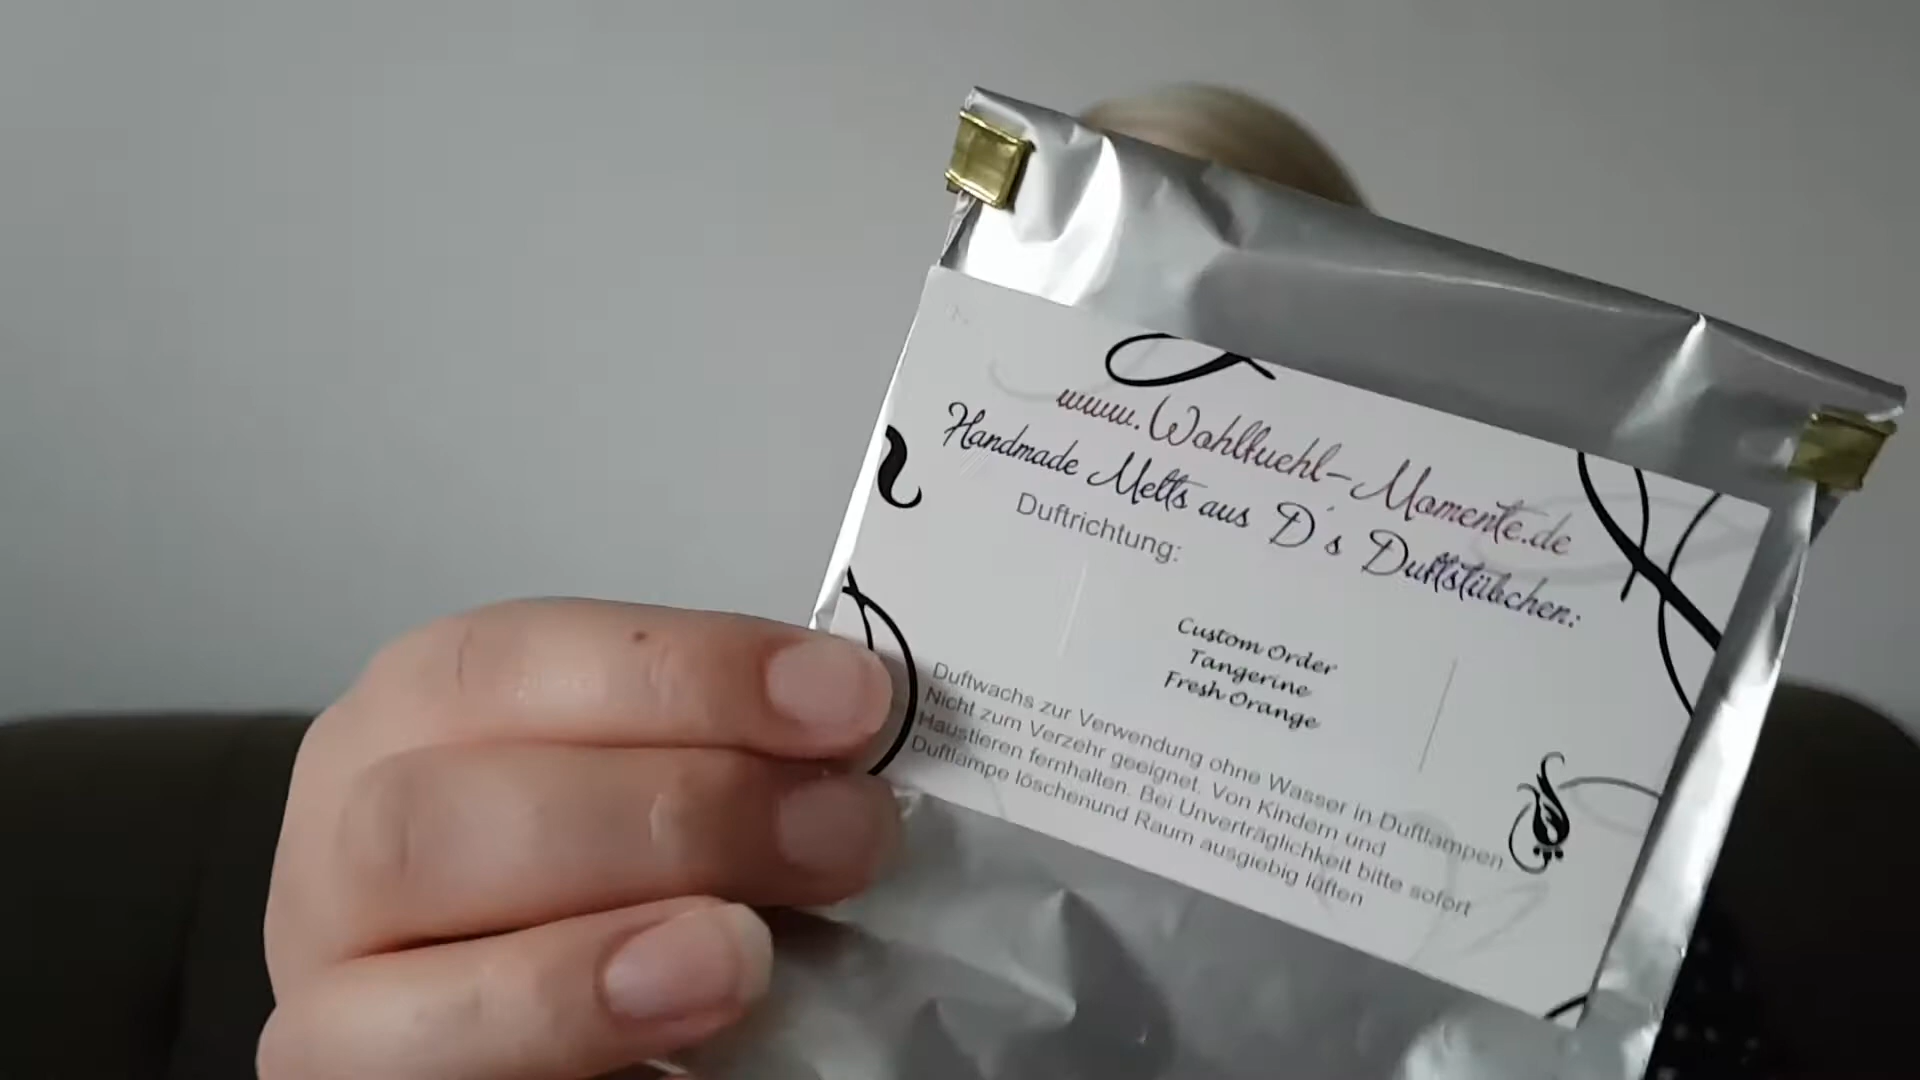 www.Wohlfuehl-Momente.de
Handmade Melts aus D´s Duftstübchen:
Duftrichtung:
Custom Order
Tangerine
Fresh Orange
Duftwachs zur Verwendung ohne Wasser in Duftlampen
Nicht zum Verzehr geeignet. Von Kindern und
Haustieren fernhalten. Bei Unverträglichkeit bitte sofort
Duftlampe löschenund Raum ausgiebig lüften